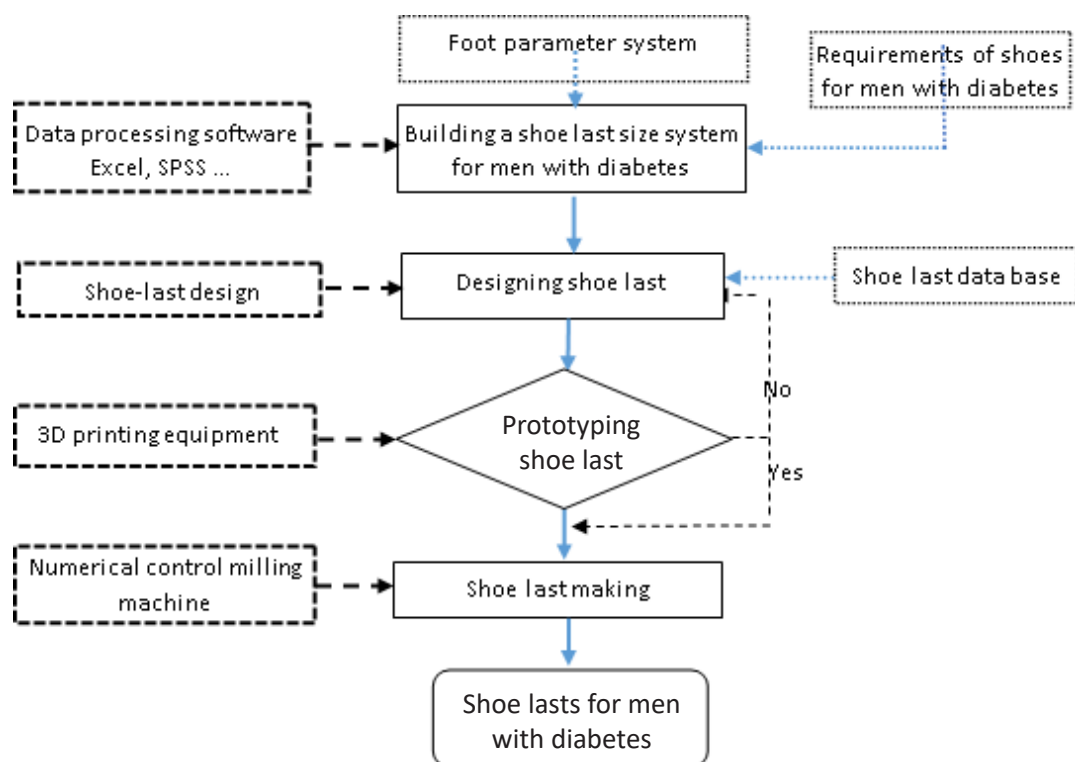 Foot parameter system
Requirements of shoes
for men with diabetes
Data processing software
Excel, SPSS ...
Building a shoe last size system
for men with diabetes
Shoe-last design
Designing shoe last
Shoe last data base
No
3D printing equipment
Prototyping
shoe last
Yes
Numerical control milling
machine
Shoe last making
Shoe lasts for men
with diabetes